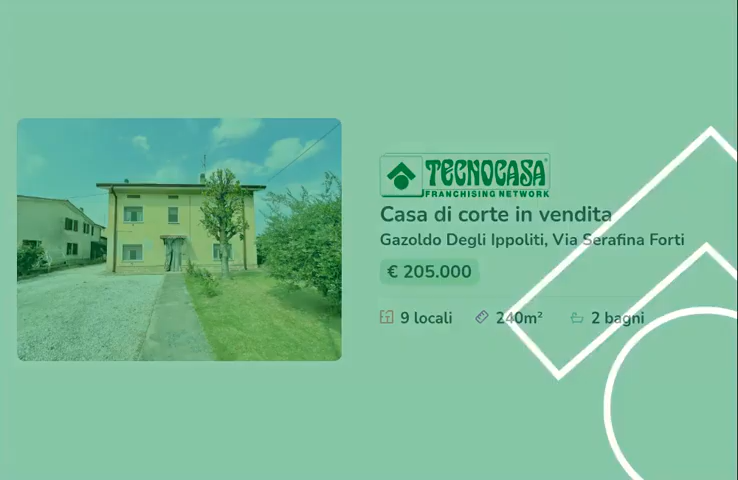 TECNOCASA
FRANCHISING NETWORK
Casa di corte in vendita
Gazoldo Degli Ippoliti, Via Serafina Forti
€ 205.000
9 locali 240m² 2 bagni